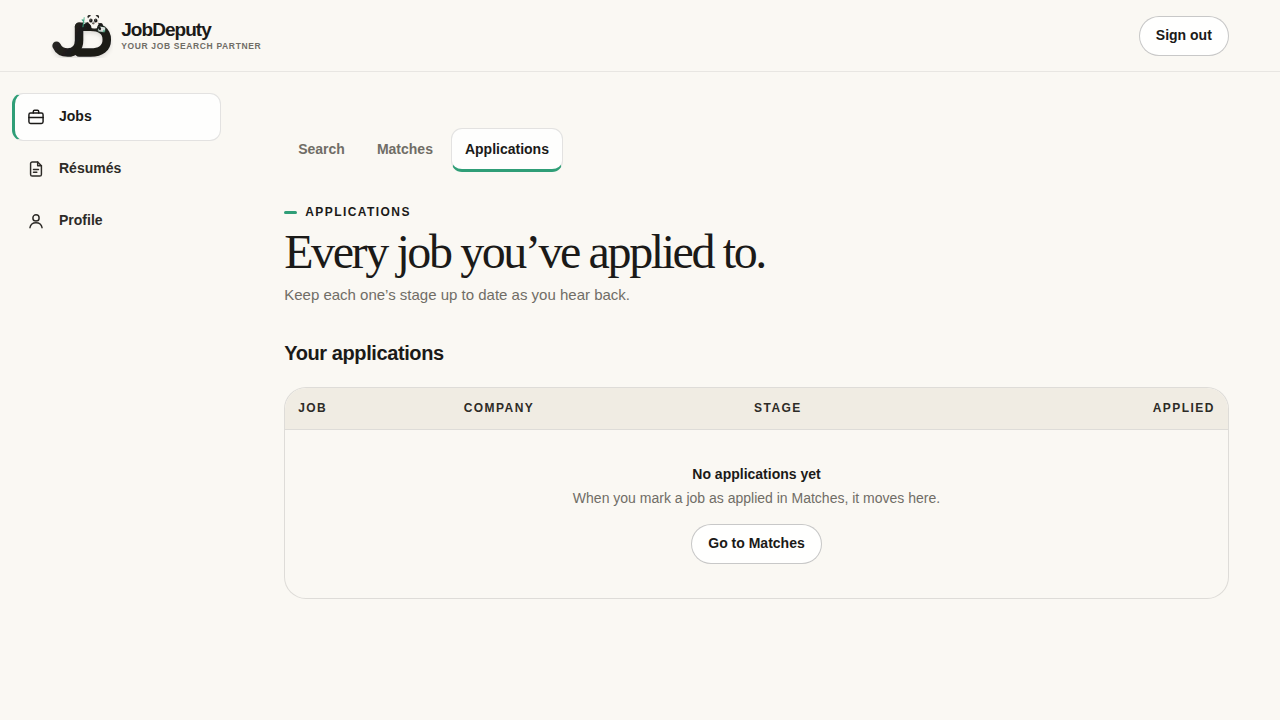 JobDeputy
YOUR JOB SEARCH PARTNER
Sign out
Jobs
Résumés
Profile
Search
Matches
Applications
APPLICATIONS
Every job you’ve applied to.
Keep each one’s stage up to date as you hear back.
Your applications
JOB
COMPANY
STAGE
APPLIED
No applications yet
When you mark a job as applied in Matches, it moves here.
Go to Matches